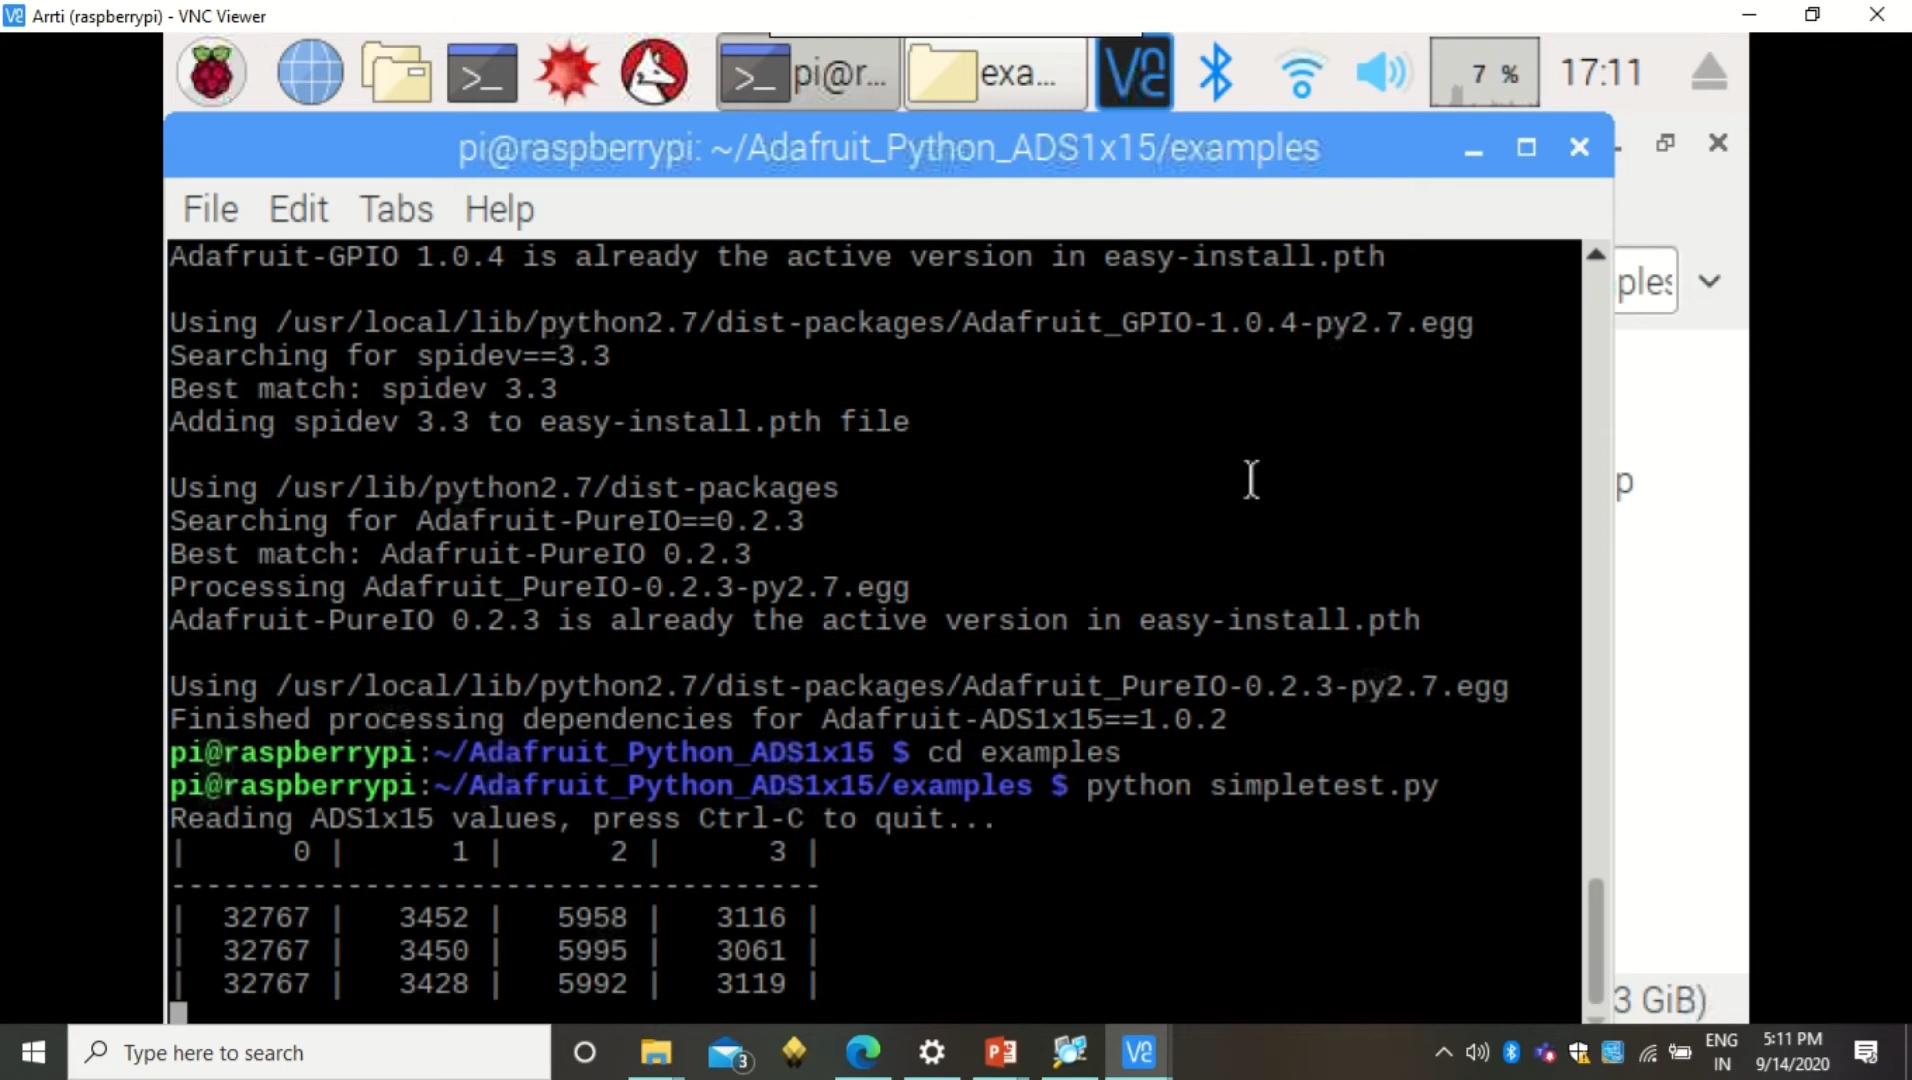 Arrti (raspberrypi) - VNC Viewer
>_ >_ pi@r... exa... 7 % 17:11
pi@raspberrypi: ~/Adafruit_Python_ADS1x15/examples
File Edit Tabs Help
Adafruit-GPIO 1.0.4 is already the active version in easy-install.pth
Using /usr/local/lib/python2.7/dist-packages/Adafruit_GPIO-1.0.4-py2.7.egg
Searching for spidev==3.3
Best match: spidev 3.3
Adding spidev 3.3 to easy-install.pth file
Using /usr/lib/python2.7/dist-packages
Searching for Adafruit-PureIO==0.2.3
Best match: Adafruit-PureIO 0.2.3
Processing Adafruit_PureIO-0.2.3-py2.7.egg
Adafruit-PureIO 0.2.3 is already the active version in easy-install.pth
Using /usr/local/lib/python2.7/dist-packages/Adafruit_PureIO-0.2.3-py2.7.egg
Finished processing dependencies for Adafruit-ADS1x15==1.0.2
pi@raspberrypi:~/Adafruit_Python_ADS1x15 $ cd examples
pi@raspberrypi:~/Adafruit_Python_ADS1x15/examples $ python simpletest.py
Reading ADS1x15 values, press Ctrl-C to quit...
| 0 | 1 | 2 | 3 |
-------------------------------------
| 32767 | 3452 | 5958 | 3116 |
| 32767 | 3450 | 5995 | 3061 |
| 32767 | 3428 | 5992 | 3119 |
ples
p
3 GiB)
Type here to search
3
ENG
IN
5:11 PM
9/14/2020